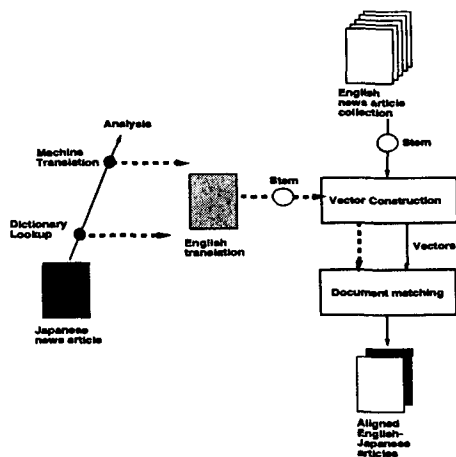 English
news article
collection
Stem
Analysis
Machine
Translation
Stem
Vector Construction
Dictionary
Lookup
English
translation
Vectors
Document matching
Japanese
news article
Aligned
English-
Japanese
articles